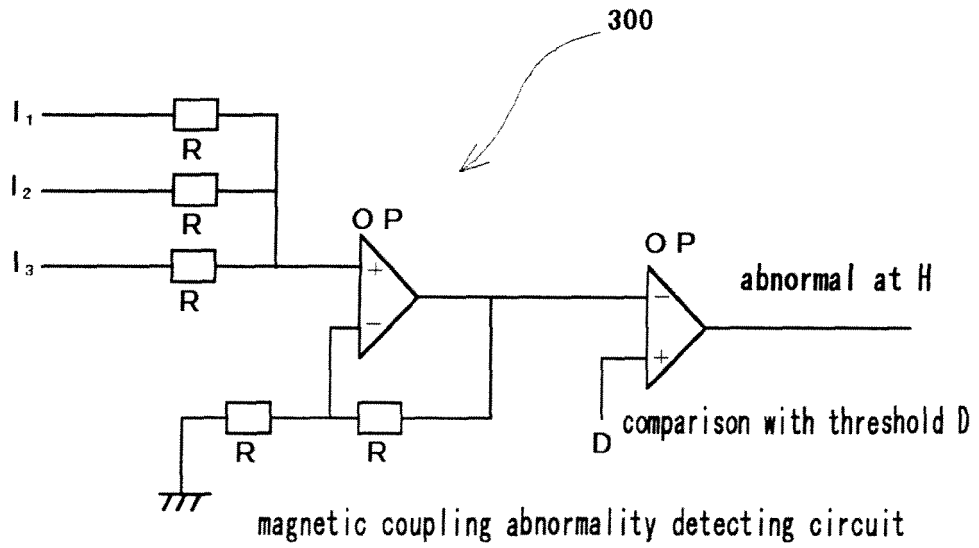 300
I₁
R
I₂
R
OP
I₃
+
R
−
OP
abnormal at H
−
+
D
comparison with threshold D
R
R
magnetic coupling abnormality detecting circuit